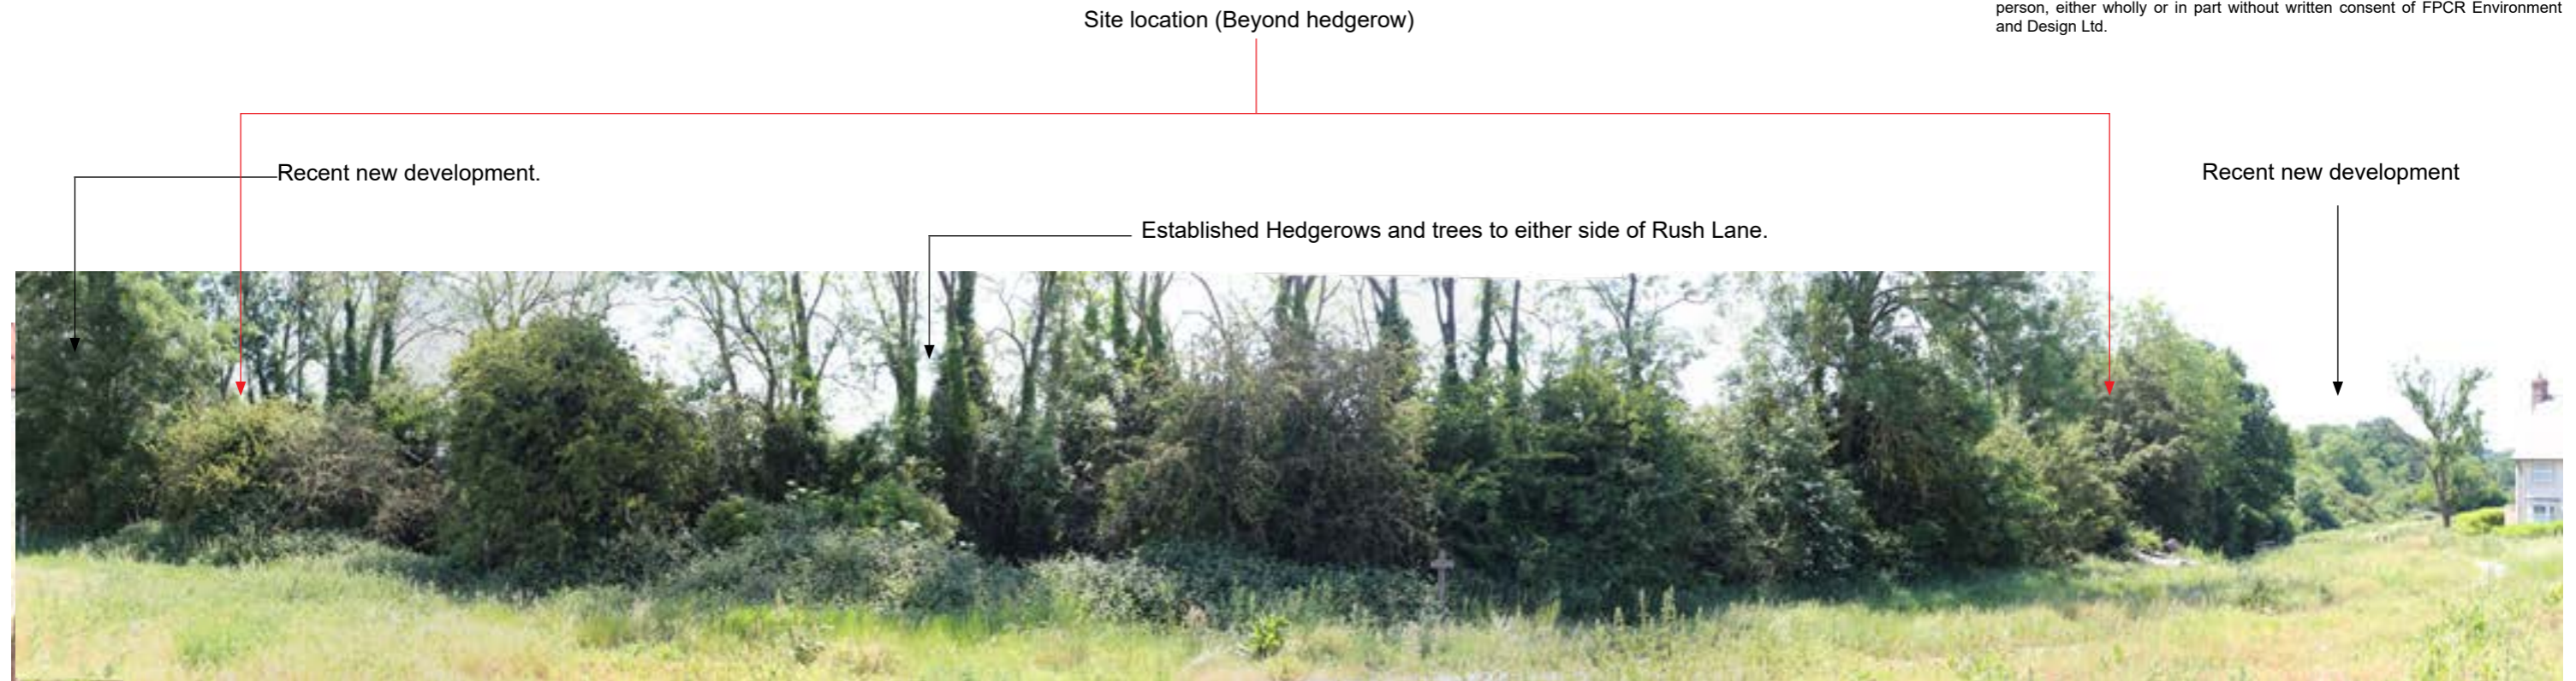 person, either wholly or in part without written consent of FPCR Environment
and Design Ltd.
Site location (Beyond hedgerow)
Recent new development.
Recent new development
Established Hedgerows and trees to either side of Rush Lane.